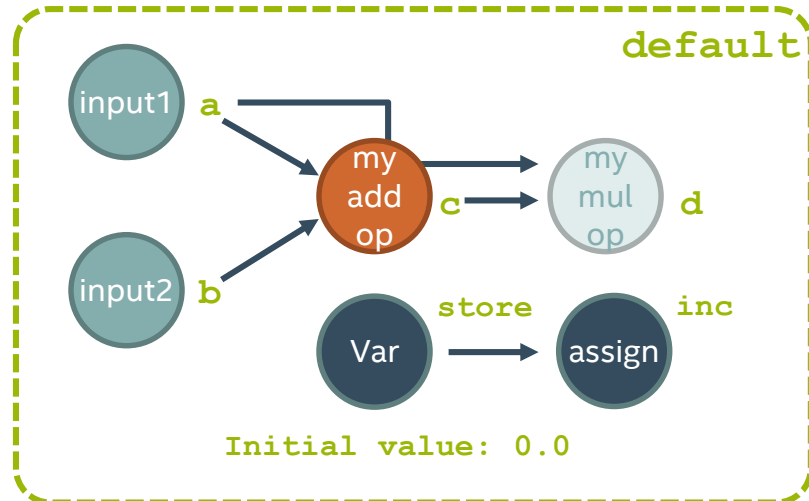 default
input1
a
my
add
op
c
my
mul
op
d
input2
b
store
inc
Var
assign
Initial value: 0.0